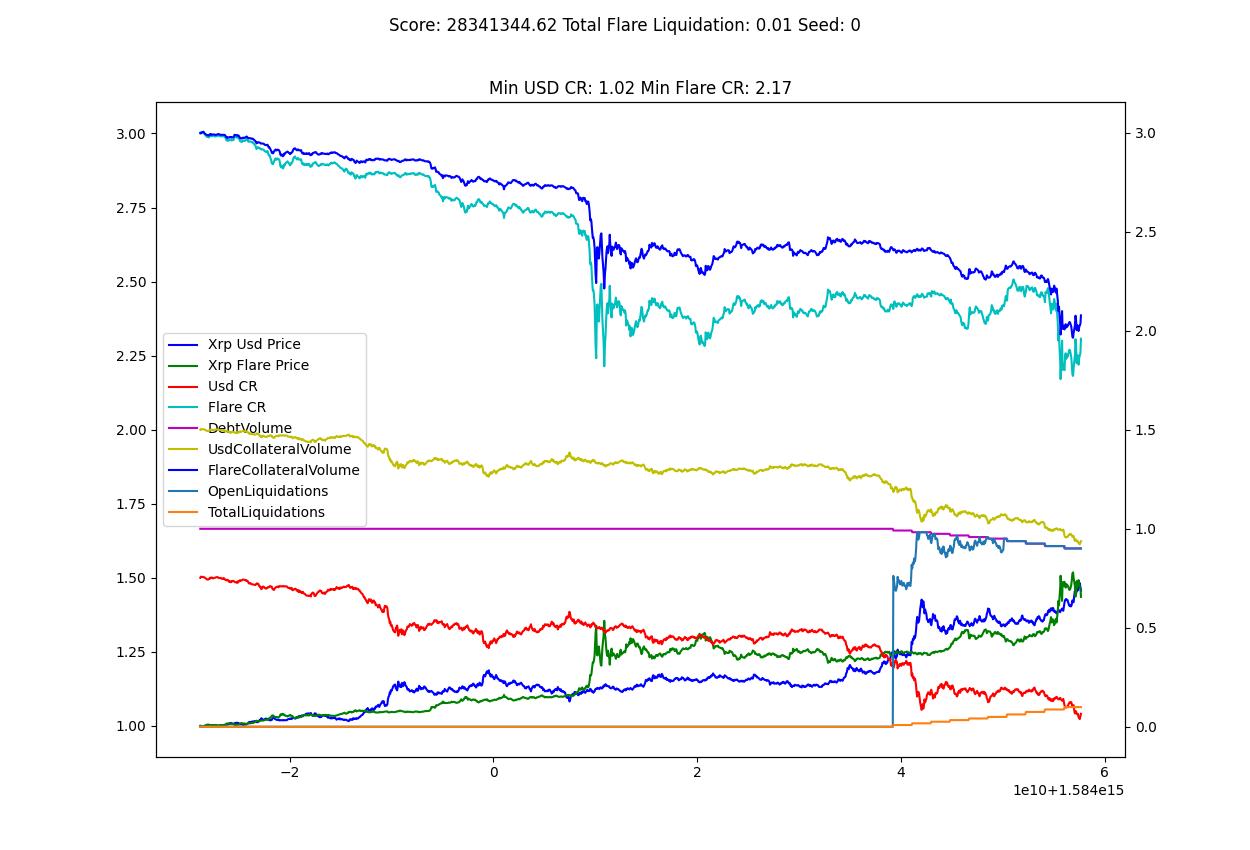 Score: 28341344.62 Total Flare Liquidation: 0.01 Seed: 0
Min USD CR: 1.02 Min Flare CR: 2.17
3.00
2.75
2.50
2.25
2.00
1.75
1.50
1.25
1.00
Xrp Usd Price
Xrp Flare Price
Usd CR
Flare CR
DebtVolume
UsdCollateralVolume
FlareCollateralVolume
OpenLiquidations
TotalLiquidations
3.0
2.5
2.0
1.5
1.0
0.5
0.0
−2 0 2 4 6
1e10+1.584e15